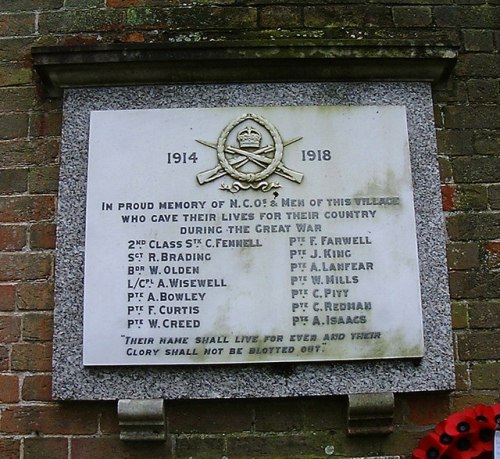 1914 1918
IN PROUD MEMORY OF N.C.OS & MEN OF THIS VILLAGE
WHO GAVE THEIR LIVES FOR THEIR COUNTRY
DURING THE GREAT WAR
2ND CLASS STR C. FENNELL
SGT R. BRADING
BDR W. OLDEN
L/CPL A. WISEWELL
PTE A. BOWLEY
PTE F. CURTIS
PTE W. CREED
PTE F. FARWELL
PTE J. KING
PTE A. LANFEAR
PTE W. MILLS
PTE C. PITY
PTE C. REDMAN
PTE A. ISAACS
"THEIR NAME SHALL LIVE FOR EVER AND THEIR
GLORY SHALL NOT BE BLOTTED OUT."